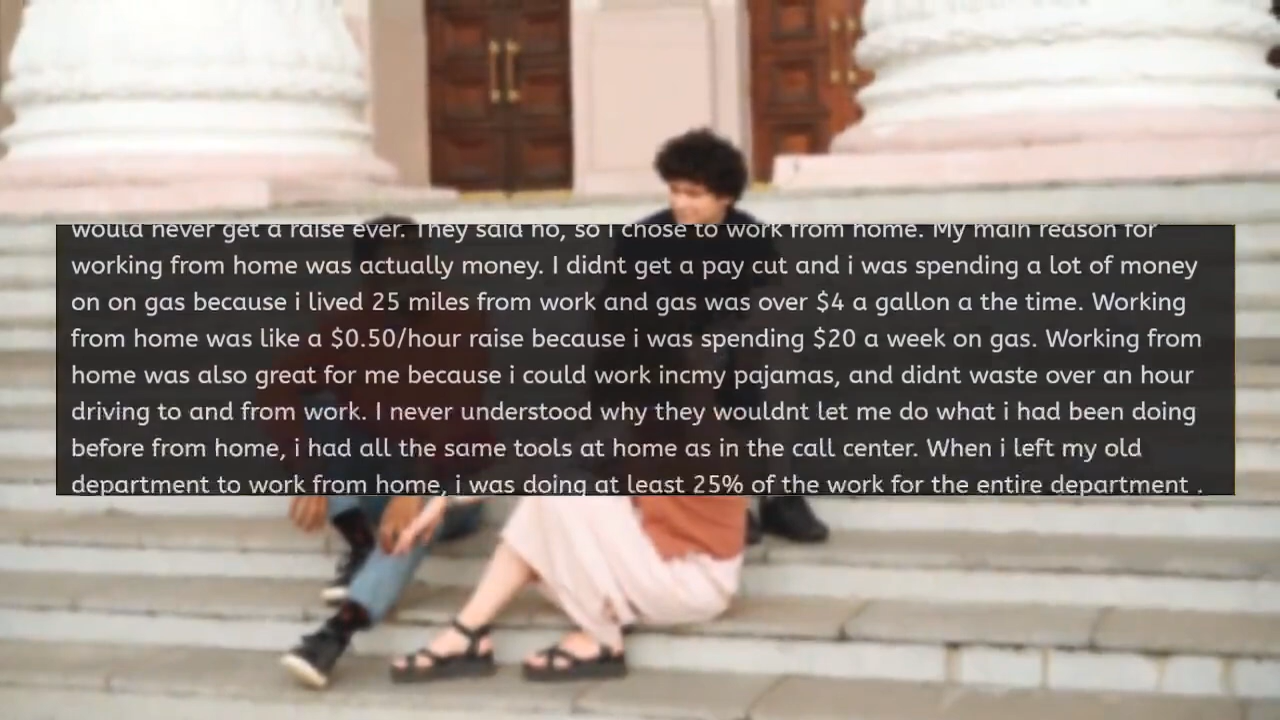 would never get a raise ever. They said no, so i chose to work from home. My main reason for
working from home was actually money. I didnt get a pay cut and i was spending a lot of money
on on gas because i lived 25 miles from work and gas was over $4 a gallon a the time. Working
from home was like a $0.50/hour raise because i was spending $20 a week on gas. Working from
home was also great for me because i could work incmy pajamas, and didnt waste over an hour
driving to and from work. I never understood why they wouldnt let me do what i had been doing
before from home, i had all the same tools at home as in the call center. When i left my old
department to work from home, i was doing at least 25% of the work for the entire department .